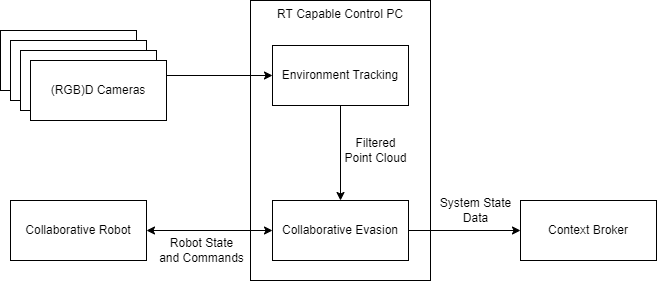 RT Capable Control PC
(RGB)D Cameras
Environment Tracking
Filtered
Point Cloud
Collaborative Robot
Robot State
and Commands
Collaborative Evasion
System State
Data
Context Broker